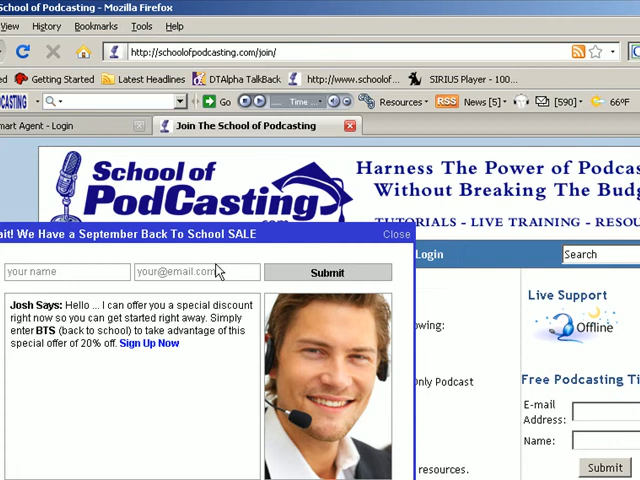 School of Podcasting - Mozilla Firefox
View History Bookmarks Tools Help
http://schoolofpodcasting.com/join/
Getting Started Latest Headlines DTAlpha TalkBack http://www.schoolof... SIRIUS Player - 100...
CASTING Go Time... Resources RSS News [5] [590] 66°F
mart Agent - Login Join The School of Podcasting
School of
PodCasting
.com
Harness The Power of Podcas
Without Breaking The Budg
TUTORIALS - LIVE TRAINING - RESOU
ait! We Have a September Back To School SALE Close
your name your@email.com Submit
Josh Says: Hello ... I can offer you a special discount
right now so you can get started right away. Simply
enter BTS (back to school) to take advantage of this
special offer of 20% off. Sign Up Now
Login Search
Live Support
Offline
owing:
Only Podcast
resources.
Free Podcasting Ti
E-mail
Address:
Name:
Submit